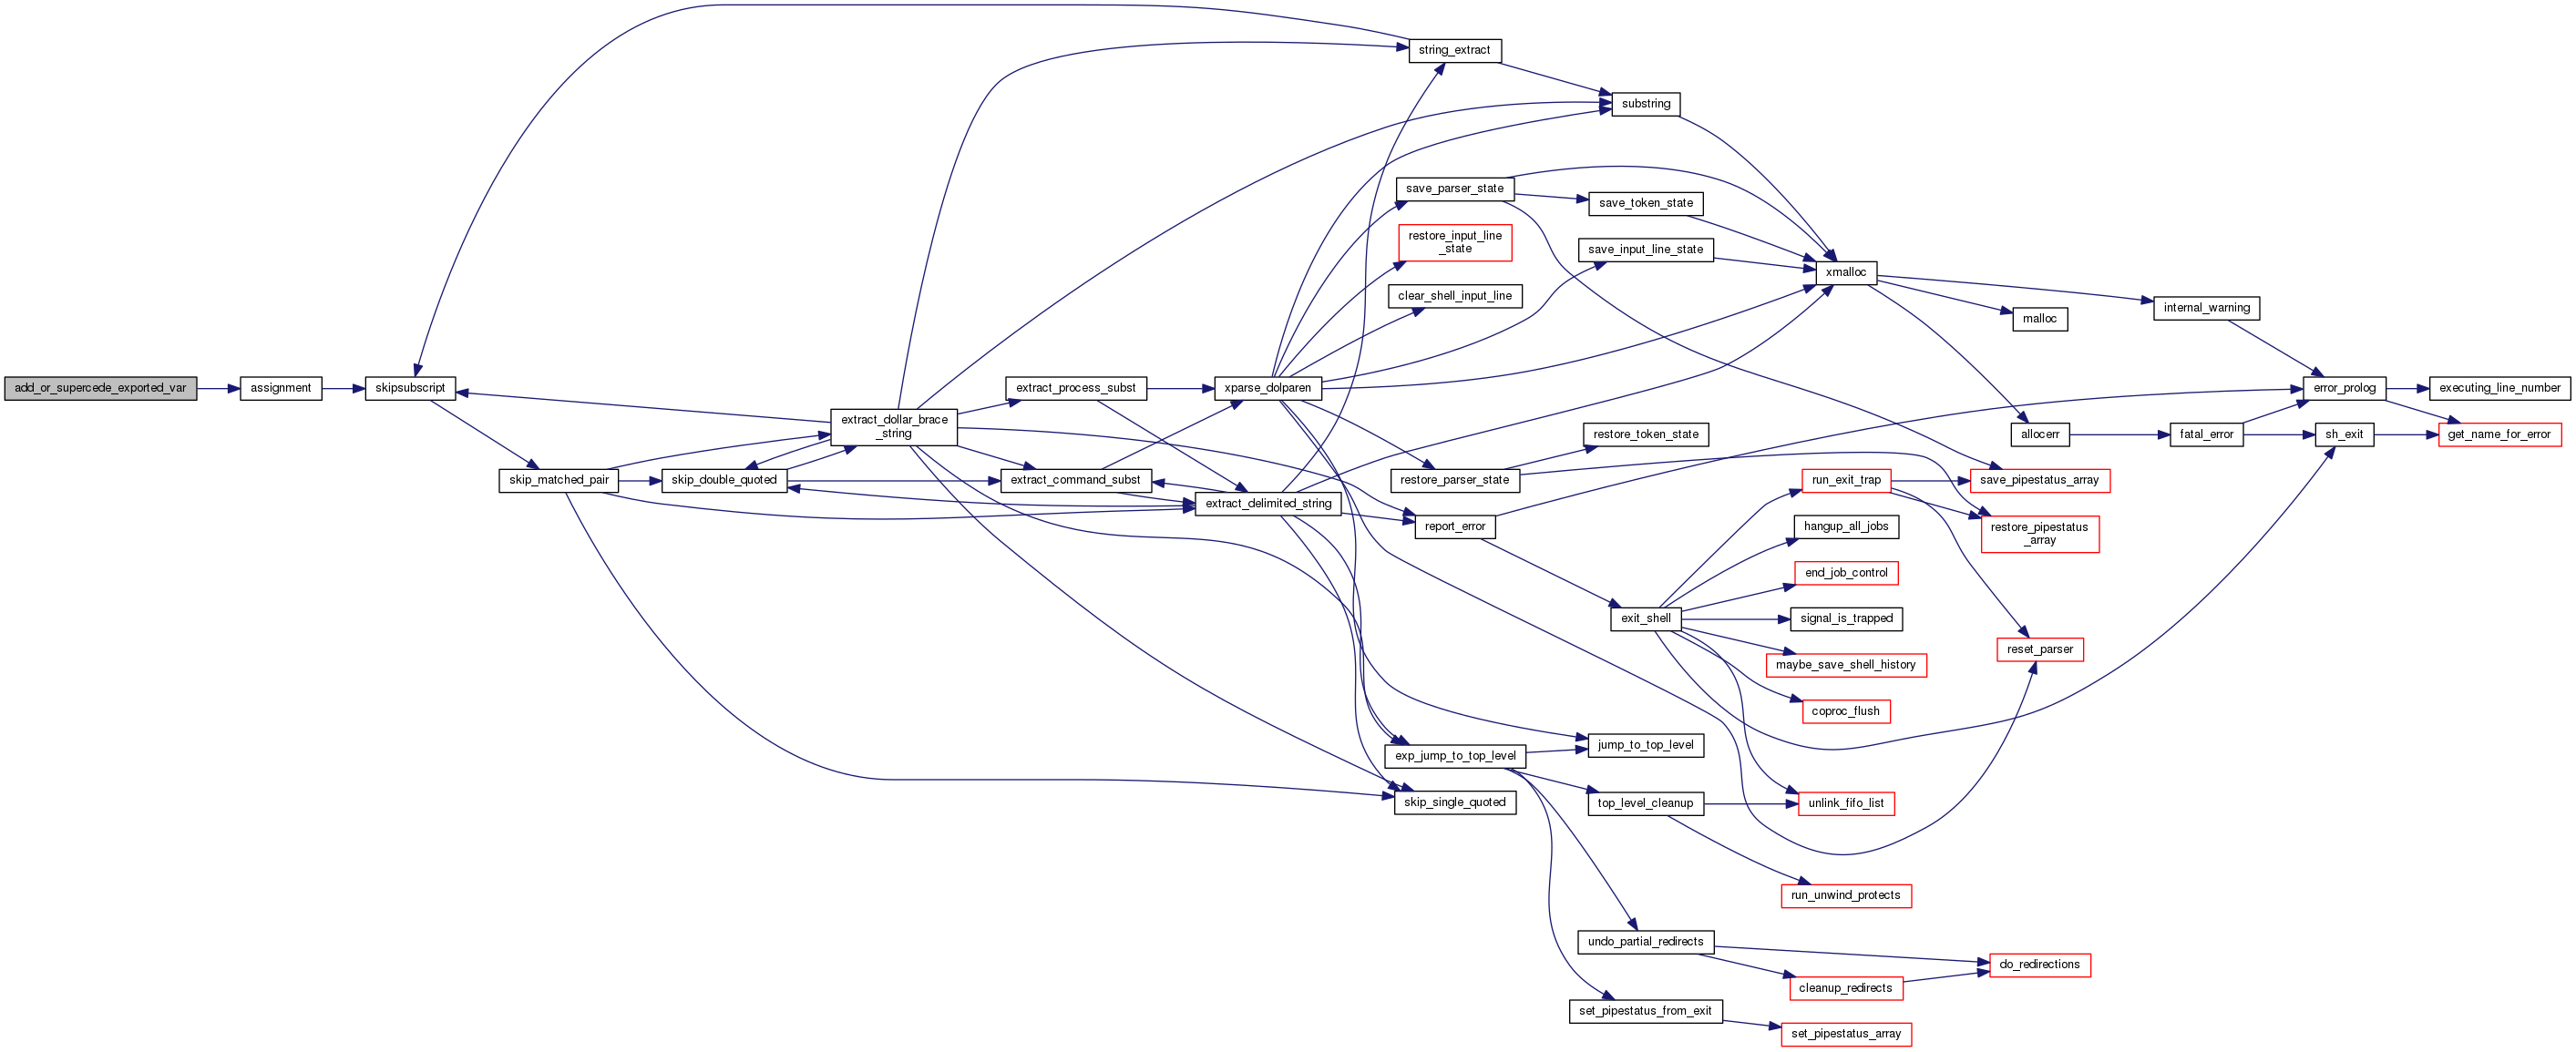 string_extract
substring
save_parser_state
save_token_state
restore_input_line
_state
save_input_line_state
xmalloc
clear_shell_input_line
internal_warning
malloc
add_or_supercede_exported_var
assignment
skipsubscript
extract_process_subst
xparse_dolparen
error_prolog
executing_line_number
extract_dollar_brace
_string
restore_token_state
allocerr
fatal_error
sh_exit
get_name_for_error
skip_matched_pair
skip_double_quoted
extract_command_subst
restore_parser_state
run_exit_trap
save_pipestatus_array
extract_delimited_string
report_error
hangup_all_jobs
restore_pipestatus
_array
end_job_control
exit_shell
signal_is_trapped
reset_parser
maybe_save_shell_history
coproc_flush
jump_to_top_level
exp_jump_to_top_level
skip_single_quoted
top_level_cleanup
unlink_fifo_list
run_unwind_protects
undo_partial_redirects
do_redirections
cleanup_redirects
set_pipestatus_from_exit
set_pipestatus_array